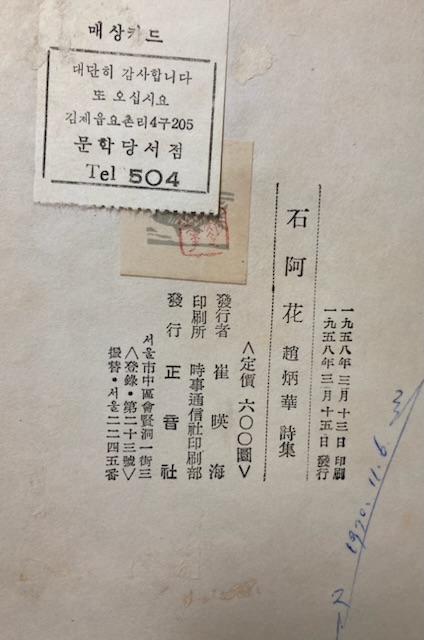 매상카드
대단히 감사합니다
또 오십시요
김제읍요촌리4구205
문학당서점
Tel 504
一九五八年三月十三日 印刷
一九五八年三月十五日 發行
石阿花 趙炳華 詩集
<定價 六〇〇圜>
發行者 崔暎海
印刷所 時事通信社印刷部
發行 正音社
서울市中區會賢洞一街三
<登錄・第二十三號>
振替・서울二二四五番
1970. 11. 6.